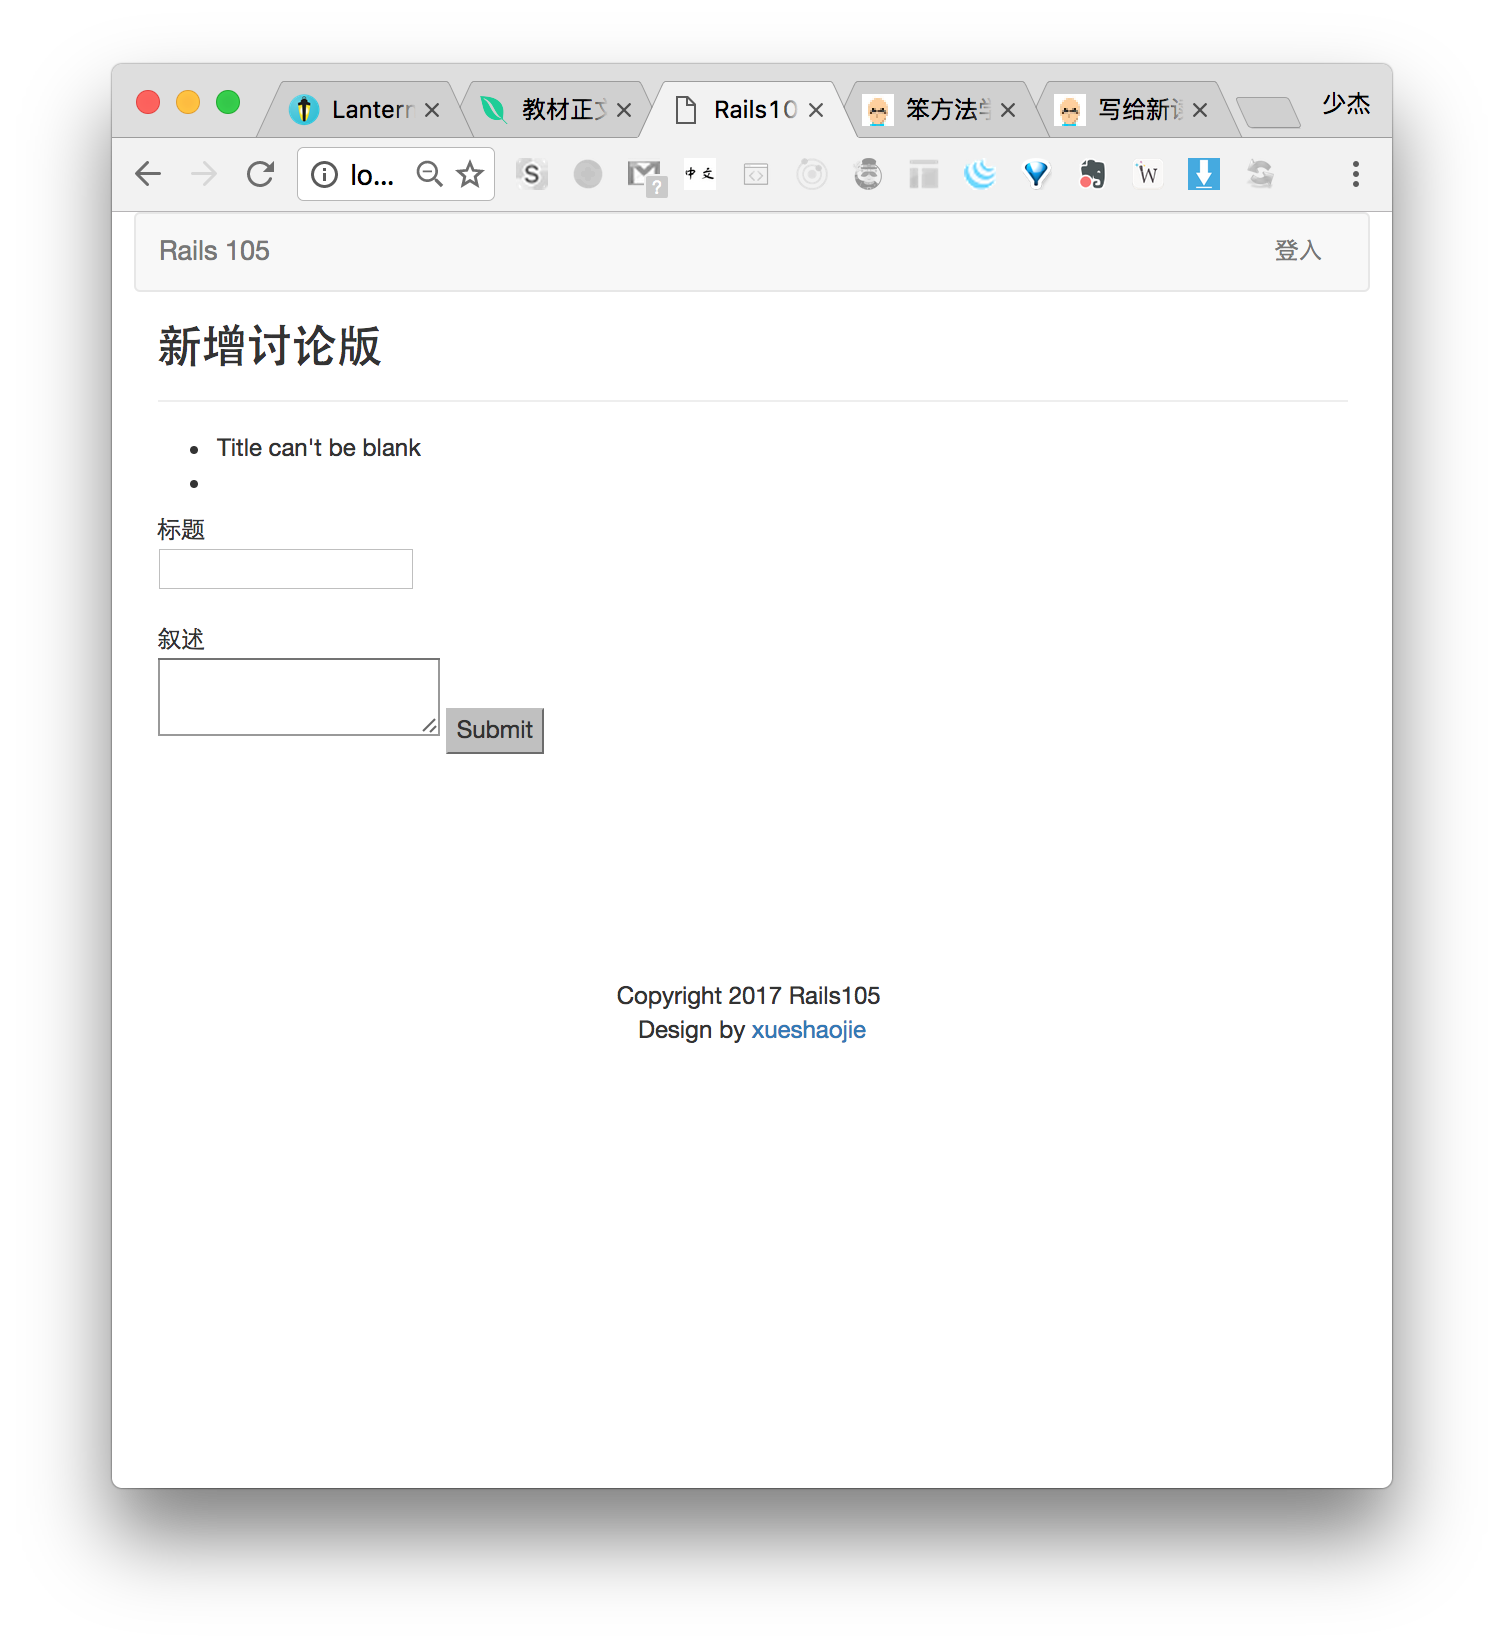 Lantern 教材正 Rails10 笨方法 写给新 少杰
lo... 中文 W
Rails 105 登入
新增讨论版
Title can't be blank
标题
叙述
Submit
Copyright 2017 Rails105
Design by xueshaojie